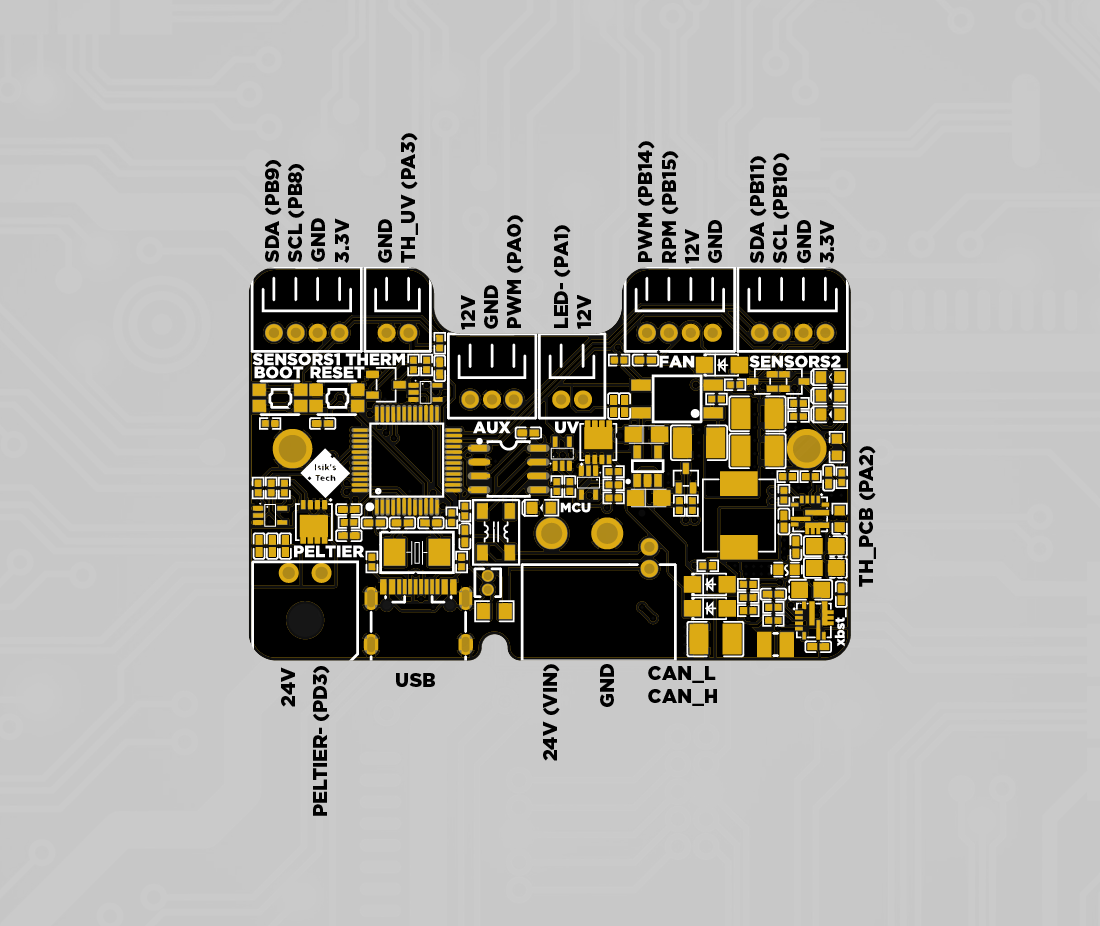 SDA (PB9)
SCL (PB8)
GND
3.3V
GND
TH_UV (PA3)
12V
GND
PWM (PA0)
LED- (PA1)
12V
PWM (PB14)
RPM (PB15)
12V
GND
SDA (PB11)
SCL (PB10)
GND
3.3V
SENSORS1
THERM
FAN
SENSORS2
BOOT
RESET
AUX
UV
Isik's
Tech
MCU
PELTIER
TH_PCB (PA2)
xbst_
24V
PELTIER- (PD3)
USB
24V (VIN)
GND
CAN_L
CAN_H